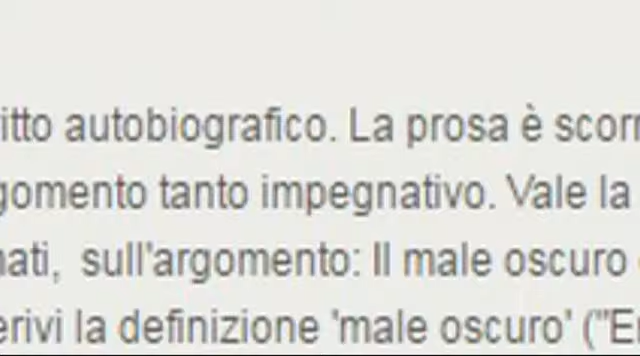 itto autobiografico. La prosa è scorr
gomento tanto impegnativo. Vale la
nati, sull'argomento: Il male oscuro
erivi la definizione 'male oscuro' ("E